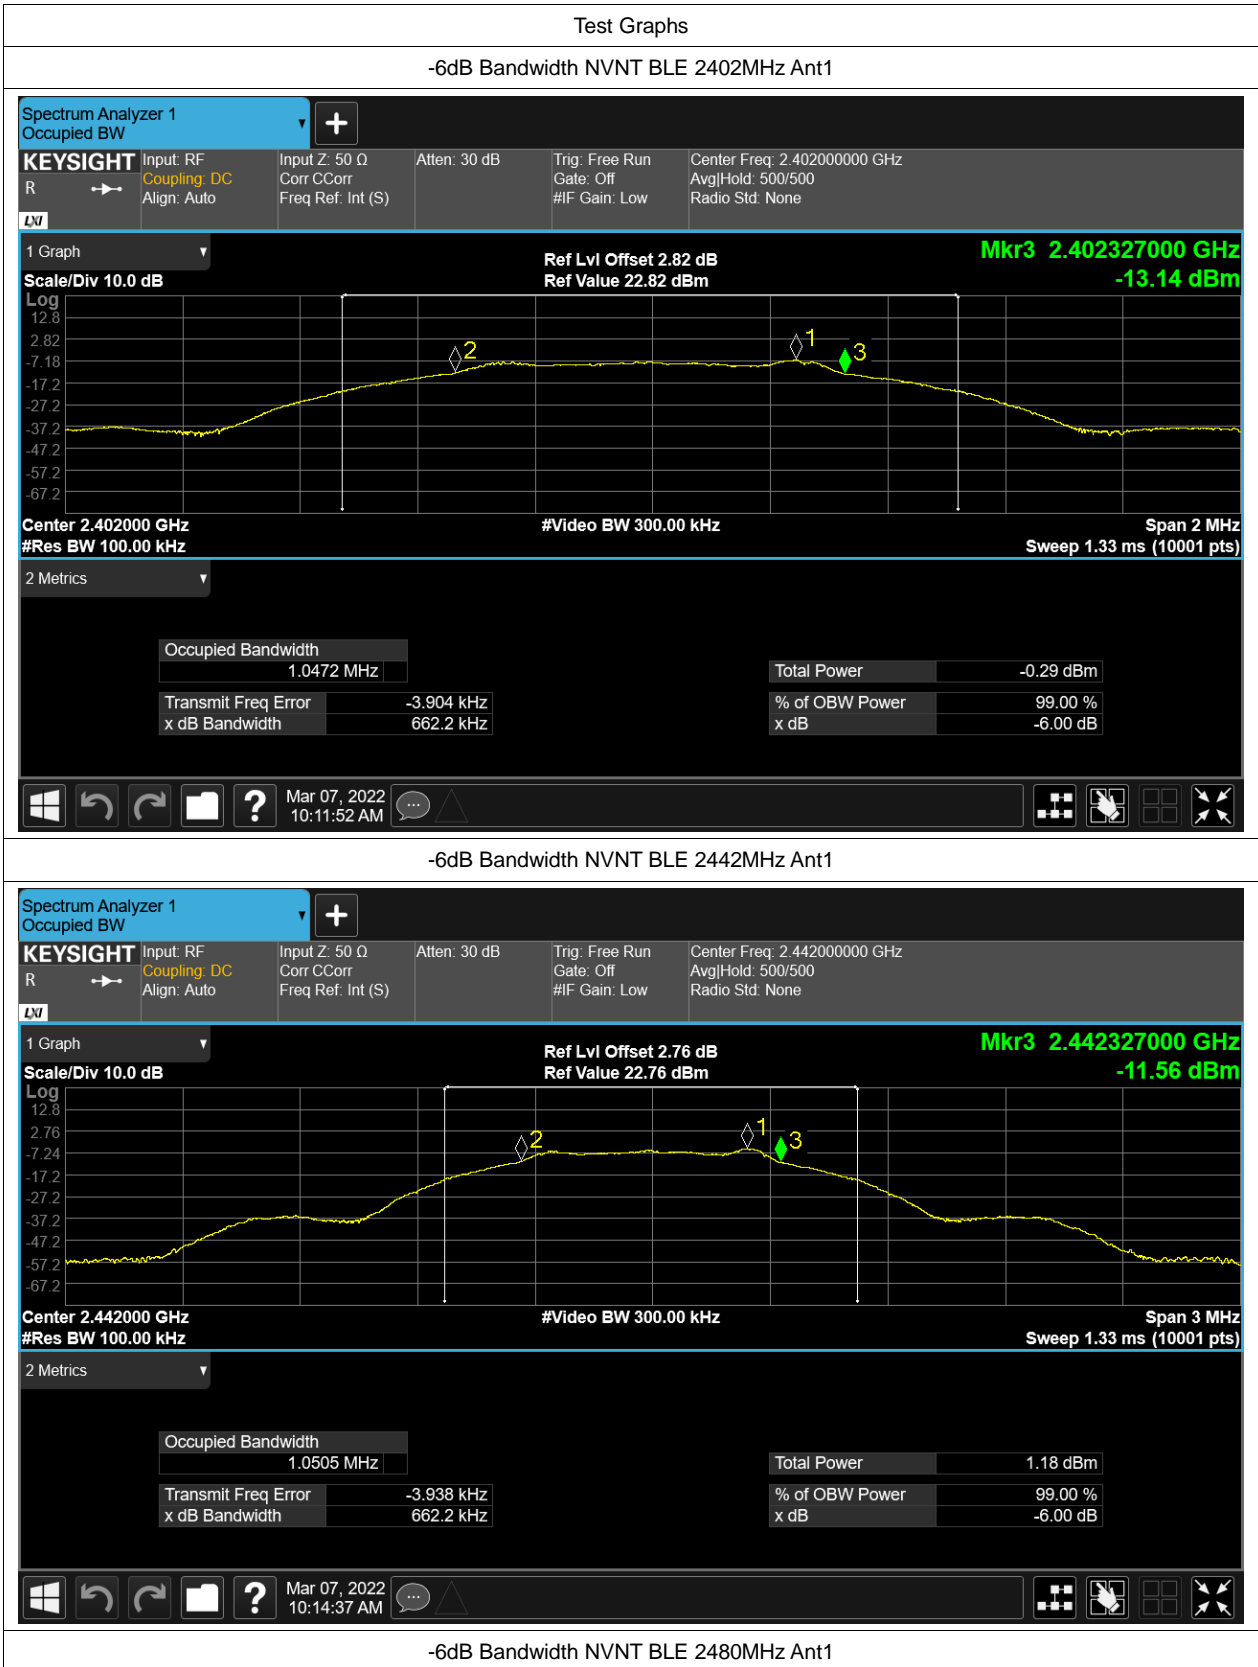 Test Graphs
-6dB Bandwidth NVNT BLE 2402MHz Ant1
Spectrum Analyzer 1
Occupied BW
KEYSIGHT
R
LXI
Input: RF
Coupling: DC
Align: Auto
Input Z: 50 Ω
Corr CCorr
Freq Ref: Int (S)
Atten: 30 dB
Trig: Free Run
Gate: Off
#IF Gain: Low
Center Freq: 2.402000000 GHz
Avg|Hold: 500/500
Radio Std: None
1 Graph
Scale/Div 10.0 dB
Ref Lvl Offset 2.82 dB
Ref Value 22.82 dBm
Mkr3 2.402327000 GHz
-13.14 dBm
Log
12.8
2.82
-7.18
-17.2
-27.2
-37.2
-47.2
-57.2
-67.2
2
1
3
Center 2.402000 GHz
#Res BW 100.00 kHz
#Video BW 300.00 kHz
Span 2 MHz
Sweep 1.33 ms (10001 pts)
2 Metrics
Occupied Bandwidth
1.0472 MHz
Transmit Freq Error -3.904 kHz
x dB Bandwidth 662.2 kHz
Total Power -0.29 dBm
% of OBW Power 99.00 %
x dB -6.00 dB
?
Mar 07, 2022
10:11:52 AM
-6dB Bandwidth NVNT BLE 2442MHz Ant1
Spectrum Analyzer 1
Occupied BW
KEYSIGHT
R
LXI
Input: RF
Coupling: DC
Align: Auto
Input Z: 50 Ω
Corr CCorr
Freq Ref: Int (S)
Atten: 30 dB
Trig: Free Run
Gate: Off
#IF Gain: Low
Center Freq: 2.442000000 GHz
Avg|Hold: 500/500
Radio Std: None
1 Graph
Scale/Div 10.0 dB
Ref Lvl Offset 2.76 dB
Ref Value 22.76 dBm
Mkr3 2.442327000 GHz
-11.56 dBm
Log
12.8
2.76
-7.24
-17.2
-27.2
-37.2
-47.2
-57.2
-67.2
2
1
3
Center 2.442000 GHz
#Res BW 100.00 kHz
#Video BW 300.00 kHz
Span 3 MHz
Sweep 1.33 ms (10001 pts)
2 Metrics
Occupied Bandwidth
1.0505 MHz
Transmit Freq Error -3.938 kHz
x dB Bandwidth 662.2 kHz
Total Power 1.18 dBm
% of OBW Power 99.00 %
x dB -6.00 dB
?
Mar 07, 2022
10:14:37 AM
-6dB Bandwidth NVNT BLE 2480MHz Ant1